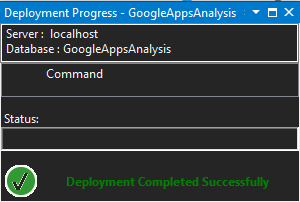 Deployment Progress - GoogleAppsAnalysis
Server : localhost
Database : GoogleAppsAnalysis
Command
Status:
Deployment Completed Successfully